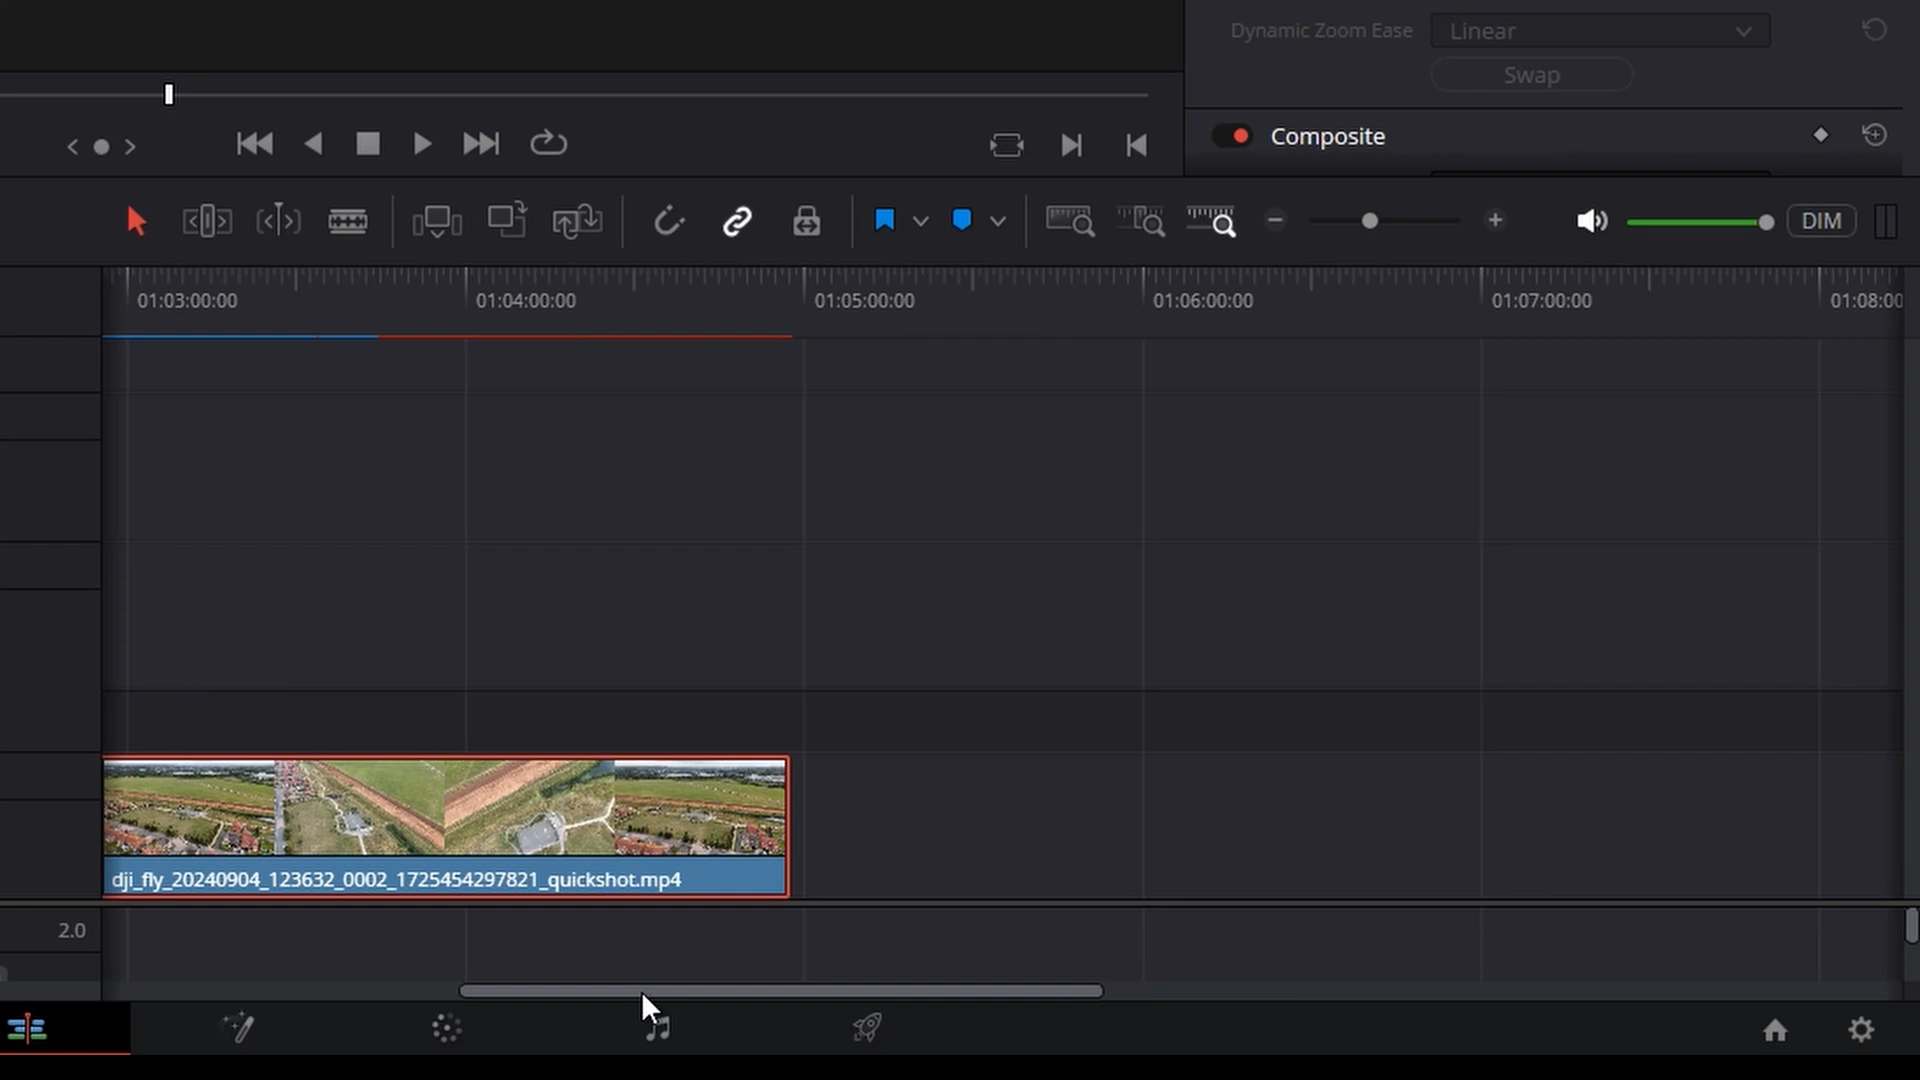 Dynamic Zoom Ease
Linear
Swap
Composite
DIM
01:03:00:00
01:04:00:00
01:05:00:00
01:06:00:00
01:07:00:00
01:08:00
dji_fly_20240904_123632_0002_1725454297821_quickshot.mp4
2.0